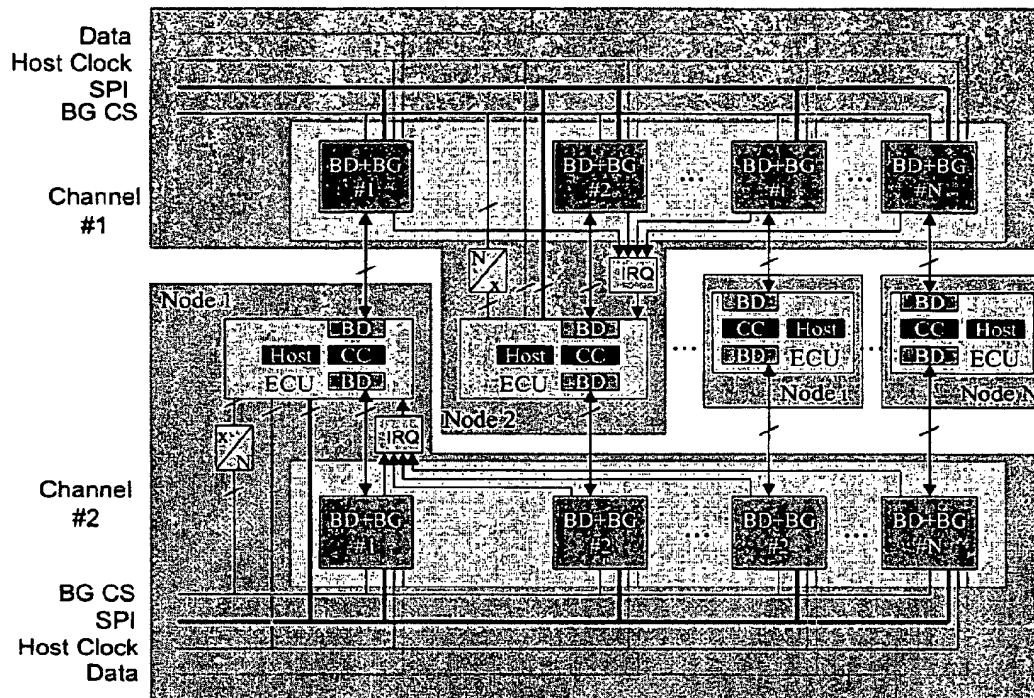 Data
Host Clock
SPI
BG CS
Channel
#1
BD+BG
#1
BD+BG
#2
...
BD+BG
#i
...
BD+BG
#N
N/x
IRQ
Node 1
BD
Host CC
ECU BD
BD
Host CC
ECU BD
Node 2
...
BD
CC Host
BD ECU
Node i
...
BD
CC Host
BD ECU
Node N
x/N
IRQ
Channel
#2
BD+BG
#1
BD+BG
#2
...
BD+BG
...
BD+BG
#N
BG CS
SPI
Host Clock
Data